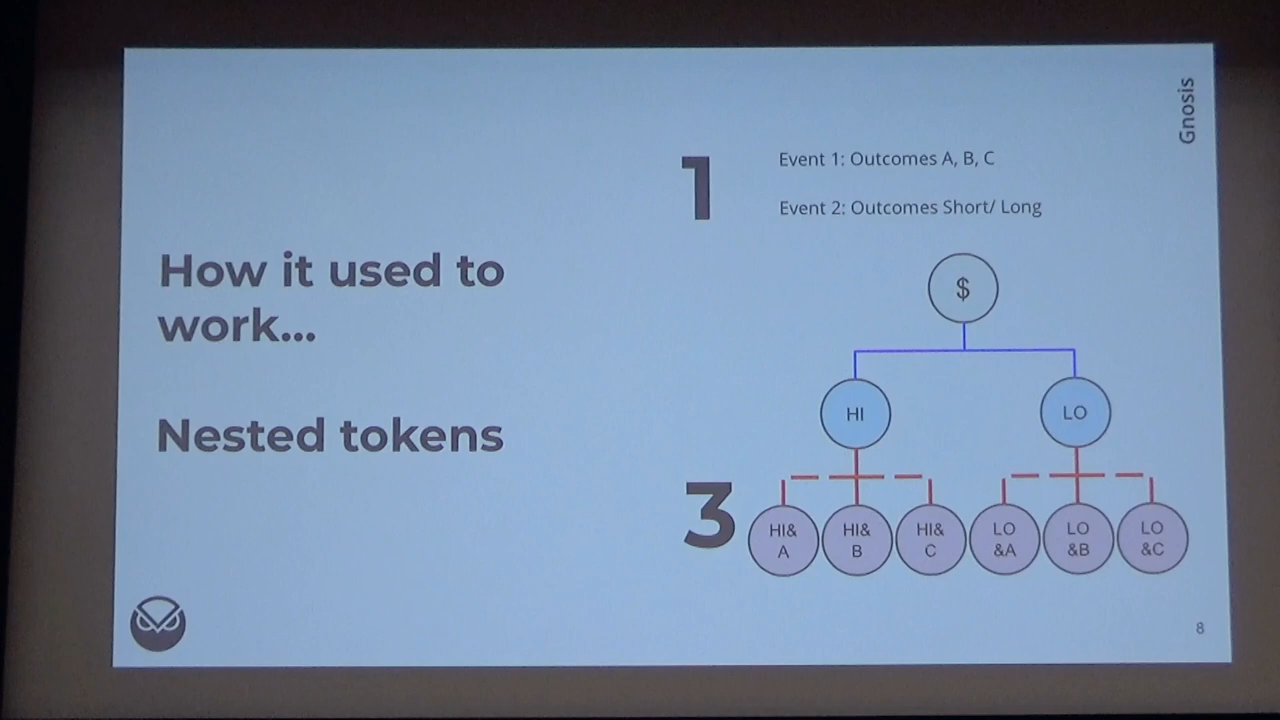 Gnosis
How it used to
work...
Nested tokens
1
Event 1: Outcomes A, B, C
Event 2: Outcomes Short/ Long
$
HI
LO
3
HI&
A
HI&
B
HI&
C
LO
&A
LO
&B
LO
&C
8